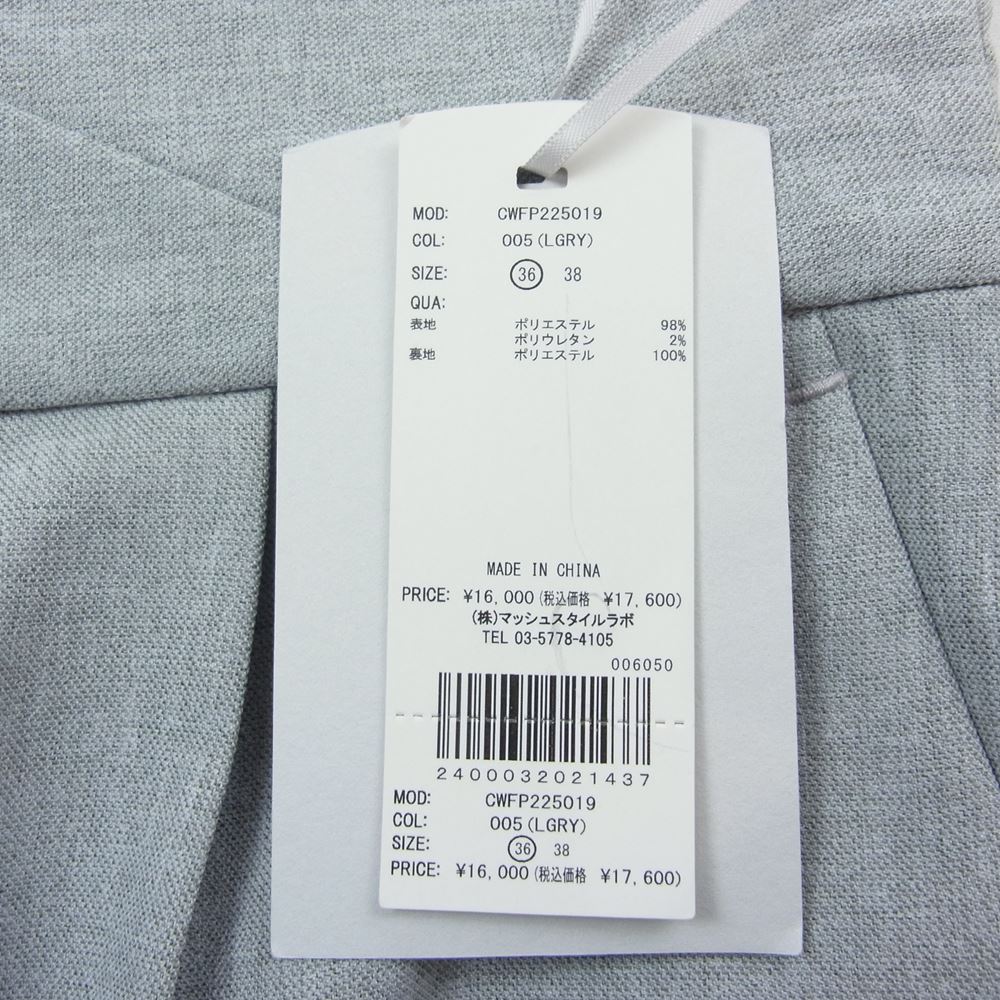 MOD: CWFP225019
COL: 005(LGRY)
SIZE: 36 38
QUA:
表地 ポリエステル 98%
ポリウレタン 2%
裏地 ポリエステル 100%
MADE IN CHINA
PRICE: ¥16,000(税込価格 ¥17,600)
(株)マッシュスタイルラボ
TEL 03-5778-4105
006050
2400032021437
MOD: CWFP225019
COL: 005(LGRY)
SIZE: 36 38
PRICE: ¥16,000(税込価格 ¥17,600)